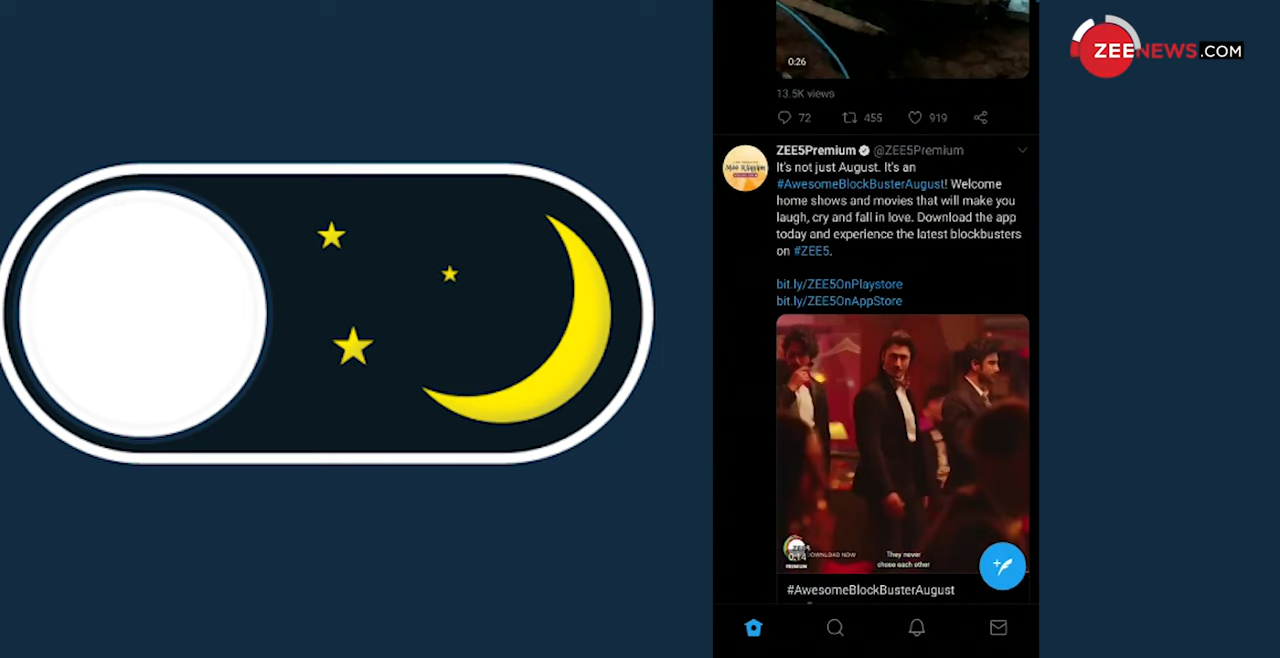 ZEENEWS.COM
0:26
13.5K views
72 455 919
ZEE5Premium @ZEE5Premium
It's not just August. It's an
#AwesomeBlockBusterAugust! Welcome
home shows and movies that will make you
laugh, cry and fall in love. Download the app
today and experience the latest blockbusters
on #ZEE5.
bit.ly/ZEE5OnPlaystore
bit.ly/ZEE5OnAppStore
0:14
DOWNLOAD NOW
PREMIUM
They never
chose each other
#AwesomeBlockBusterAugust